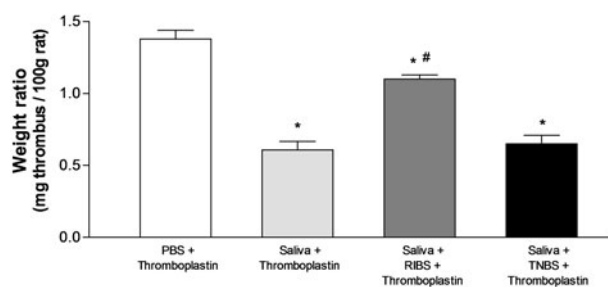 Weight ratio
(mg thrombus / 100g rat)
1.5
1.0
0.5
0.0
*
* #
*
PBS +
Thromboplastin
Saliva +
Thromboplastin
Saliva +
RIBS +
Thromboplastin
Saliva +
TNBS +
Thromboplastin